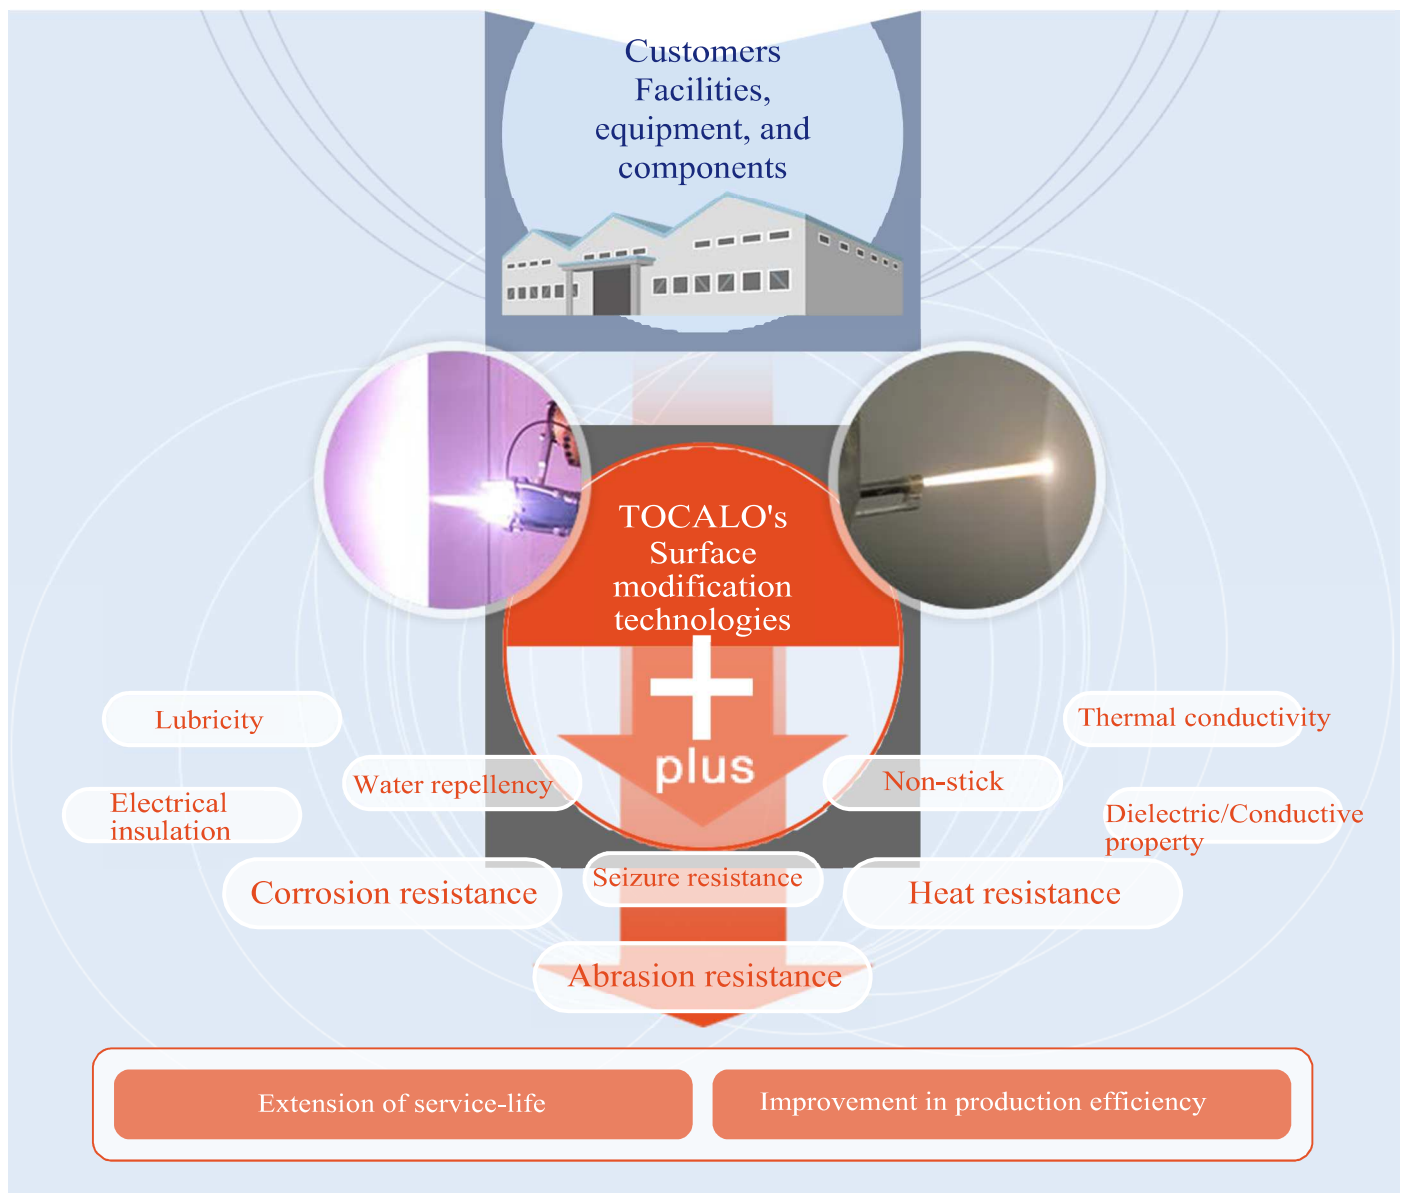 Customers
Facilities,
equipment, and
components
TOCALO's
Surface
modification
technologies
plus
Lubricity
Thermal conductivity
Water repellency
Non-stick
Electrical
insulation
Dielectric/Conductive
property
Corrosion resistance
Seizure resistance
Heat resistance
Abrasion resistance
Extension of service-life
Improvement in production efficiency